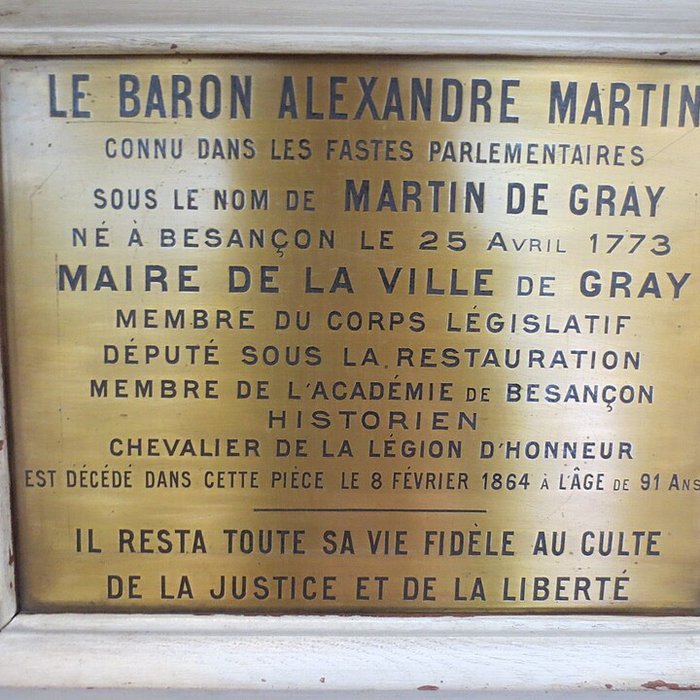 LE BARON ALEXANDRE MARTIN
CONNU DANS LES FASTES PARLEMENTAIRES
SOUS LE NOM DE MARTIN DE GRAY
NÉ À BESANÇON LE 25 AVRIL 1773
MAIRE DE LA VILLE DE GRAY
MEMBRE DU CORPS LÉGISLATIF
DÉPUTÉ SOUS LA RESTAURATION
MEMBRE DE L'ACADÉMIE DE BESANÇON
HISTORIEN
CHEVALIER DE LA LÉGION D'HONNEUR
EST DÉCÉDÉ DANS CETTE PIÈCE LE 8 FÉVRIER 1864 À L'ÂGE DE 91 ANS
IL RESTA TOUTE SA VIE FIDÈLE AU CULTE
DE LA JUSTICE ET DE LA LIBERTÉ